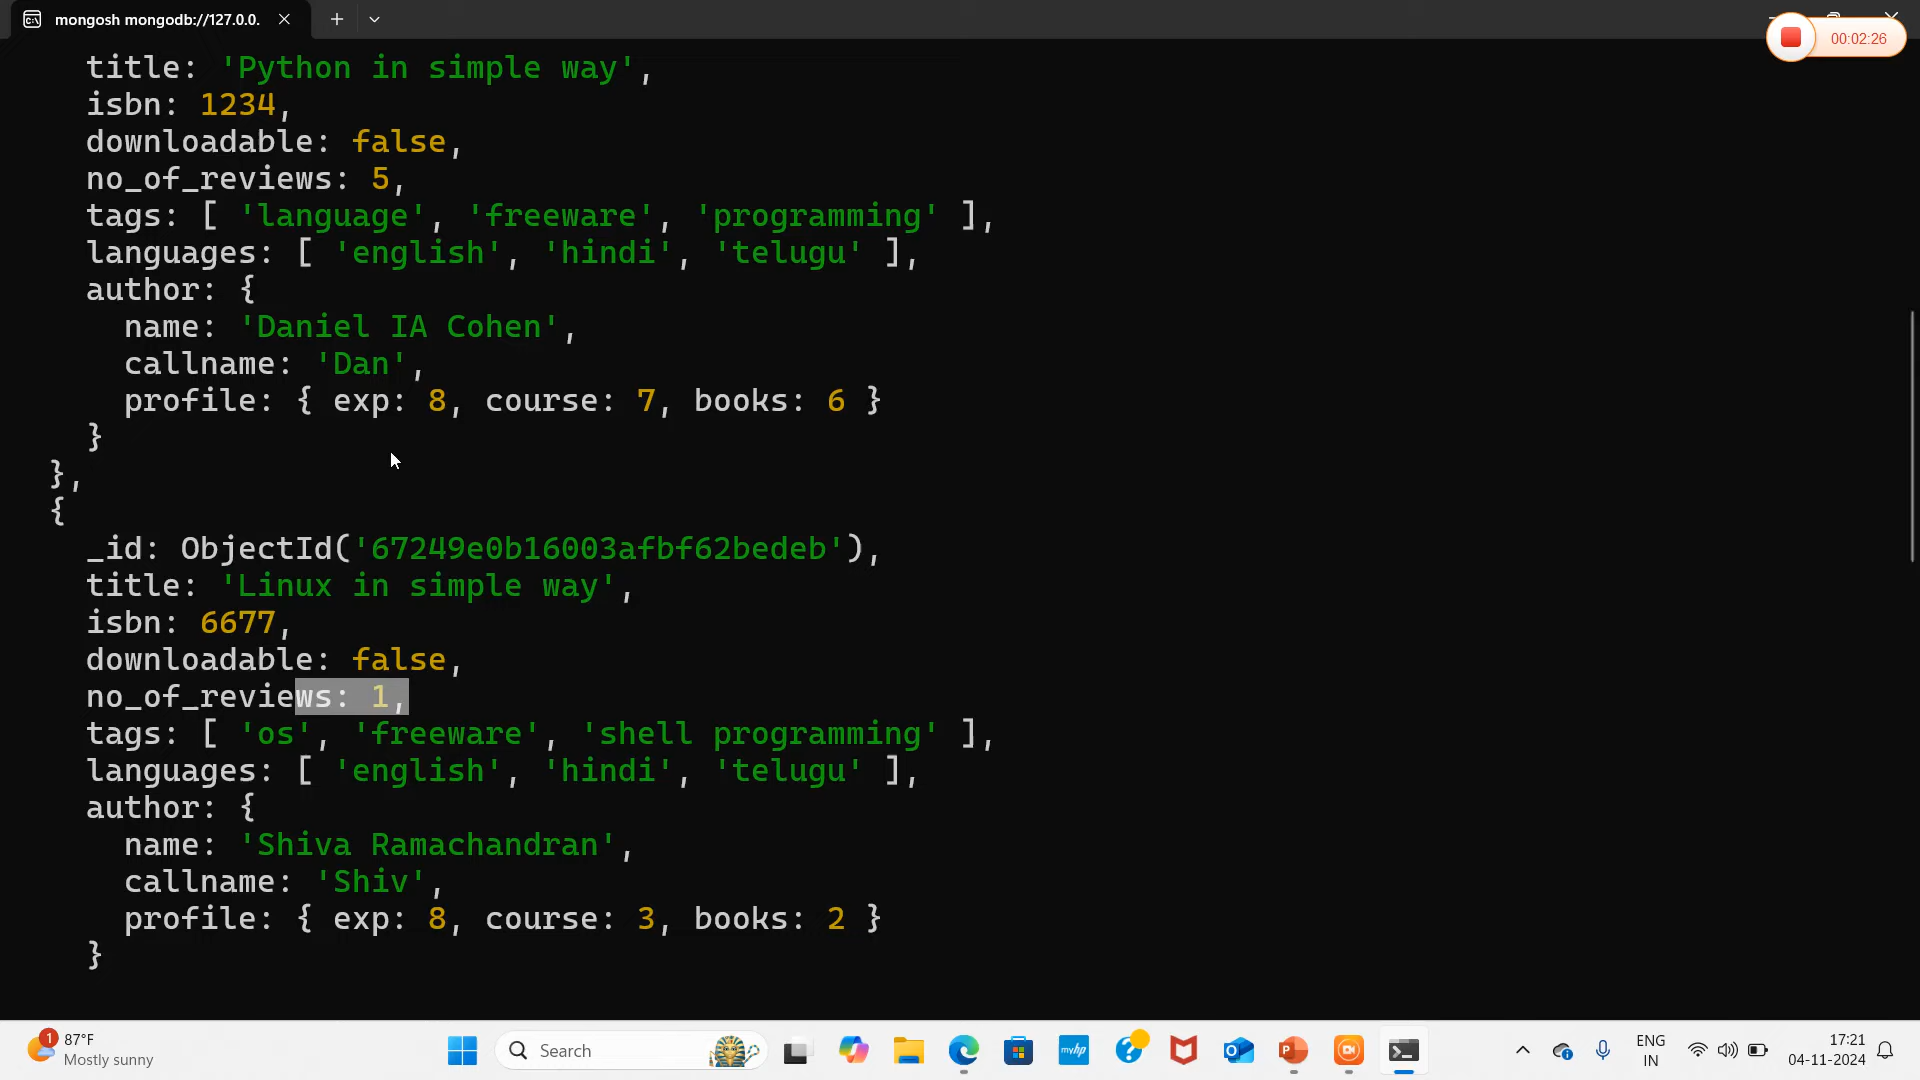 mongosh mongodb://127.0.0.
00:02:26
title: 'Python in simple way',
isbn: 1234,
downloadable: false,
no_of_reviews: 5,
tags: [ 'language', 'freeware', 'programming' ],
languages: [ 'english', 'hindi', 'telugu' ],
author: {
name: 'Daniel IA Cohen',
callname: 'Dan',
profile: { exp: 8, course: 7, books: 6 }
}
},
{
_id: ObjectId('67249e0b16003afbf62bedeb'),
title: 'Linux in simple way',
isbn: 6677,
downloadable: false,
no_of_reviews: 1,
tags: [ 'os', 'freeware', 'shell programming' ],
languages: [ 'english', 'hindi', 'telugu' ],
author: {
name: 'Shiva Ramachandran',
callname: 'Shiv',
profile: { exp: 8, course: 3, books: 2 }
}
1
87°F
Mostly sunny
Search
myhp
ENG
IN
17:21
04-11-2024